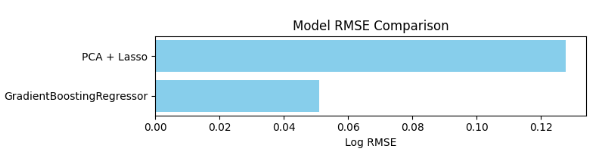 Model RMSE Comparison
PCA + Lasso
GradientBoostingRegressor
0.00 0.02 0.04 0.06 0.08 0.10 0.12
Log RMSE